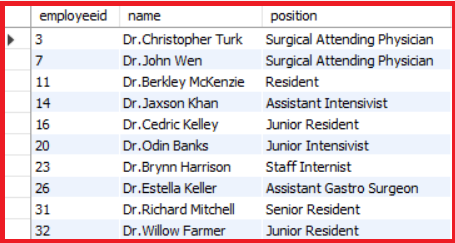 employeeid name position
3 Dr.Christopher Turk Surgical Attending Physician
7 Dr.John Wen Surgical Attending Physician
11 Dr.Berkley McKenzie Resident
14 Dr.Jaxson Khan Assistant Intensivist
16 Dr.Cedric Kelley Junior Resident
20 Dr.Odin Banks Junior Intensivist
23 Dr.Brynn Harrison Staff Internist
26 Dr.Estella Keller Assistant Gastro Surgeon
31 Dr.Richard Mitchell Senior Resident
32 Dr.Willow Farmer Junior Resident